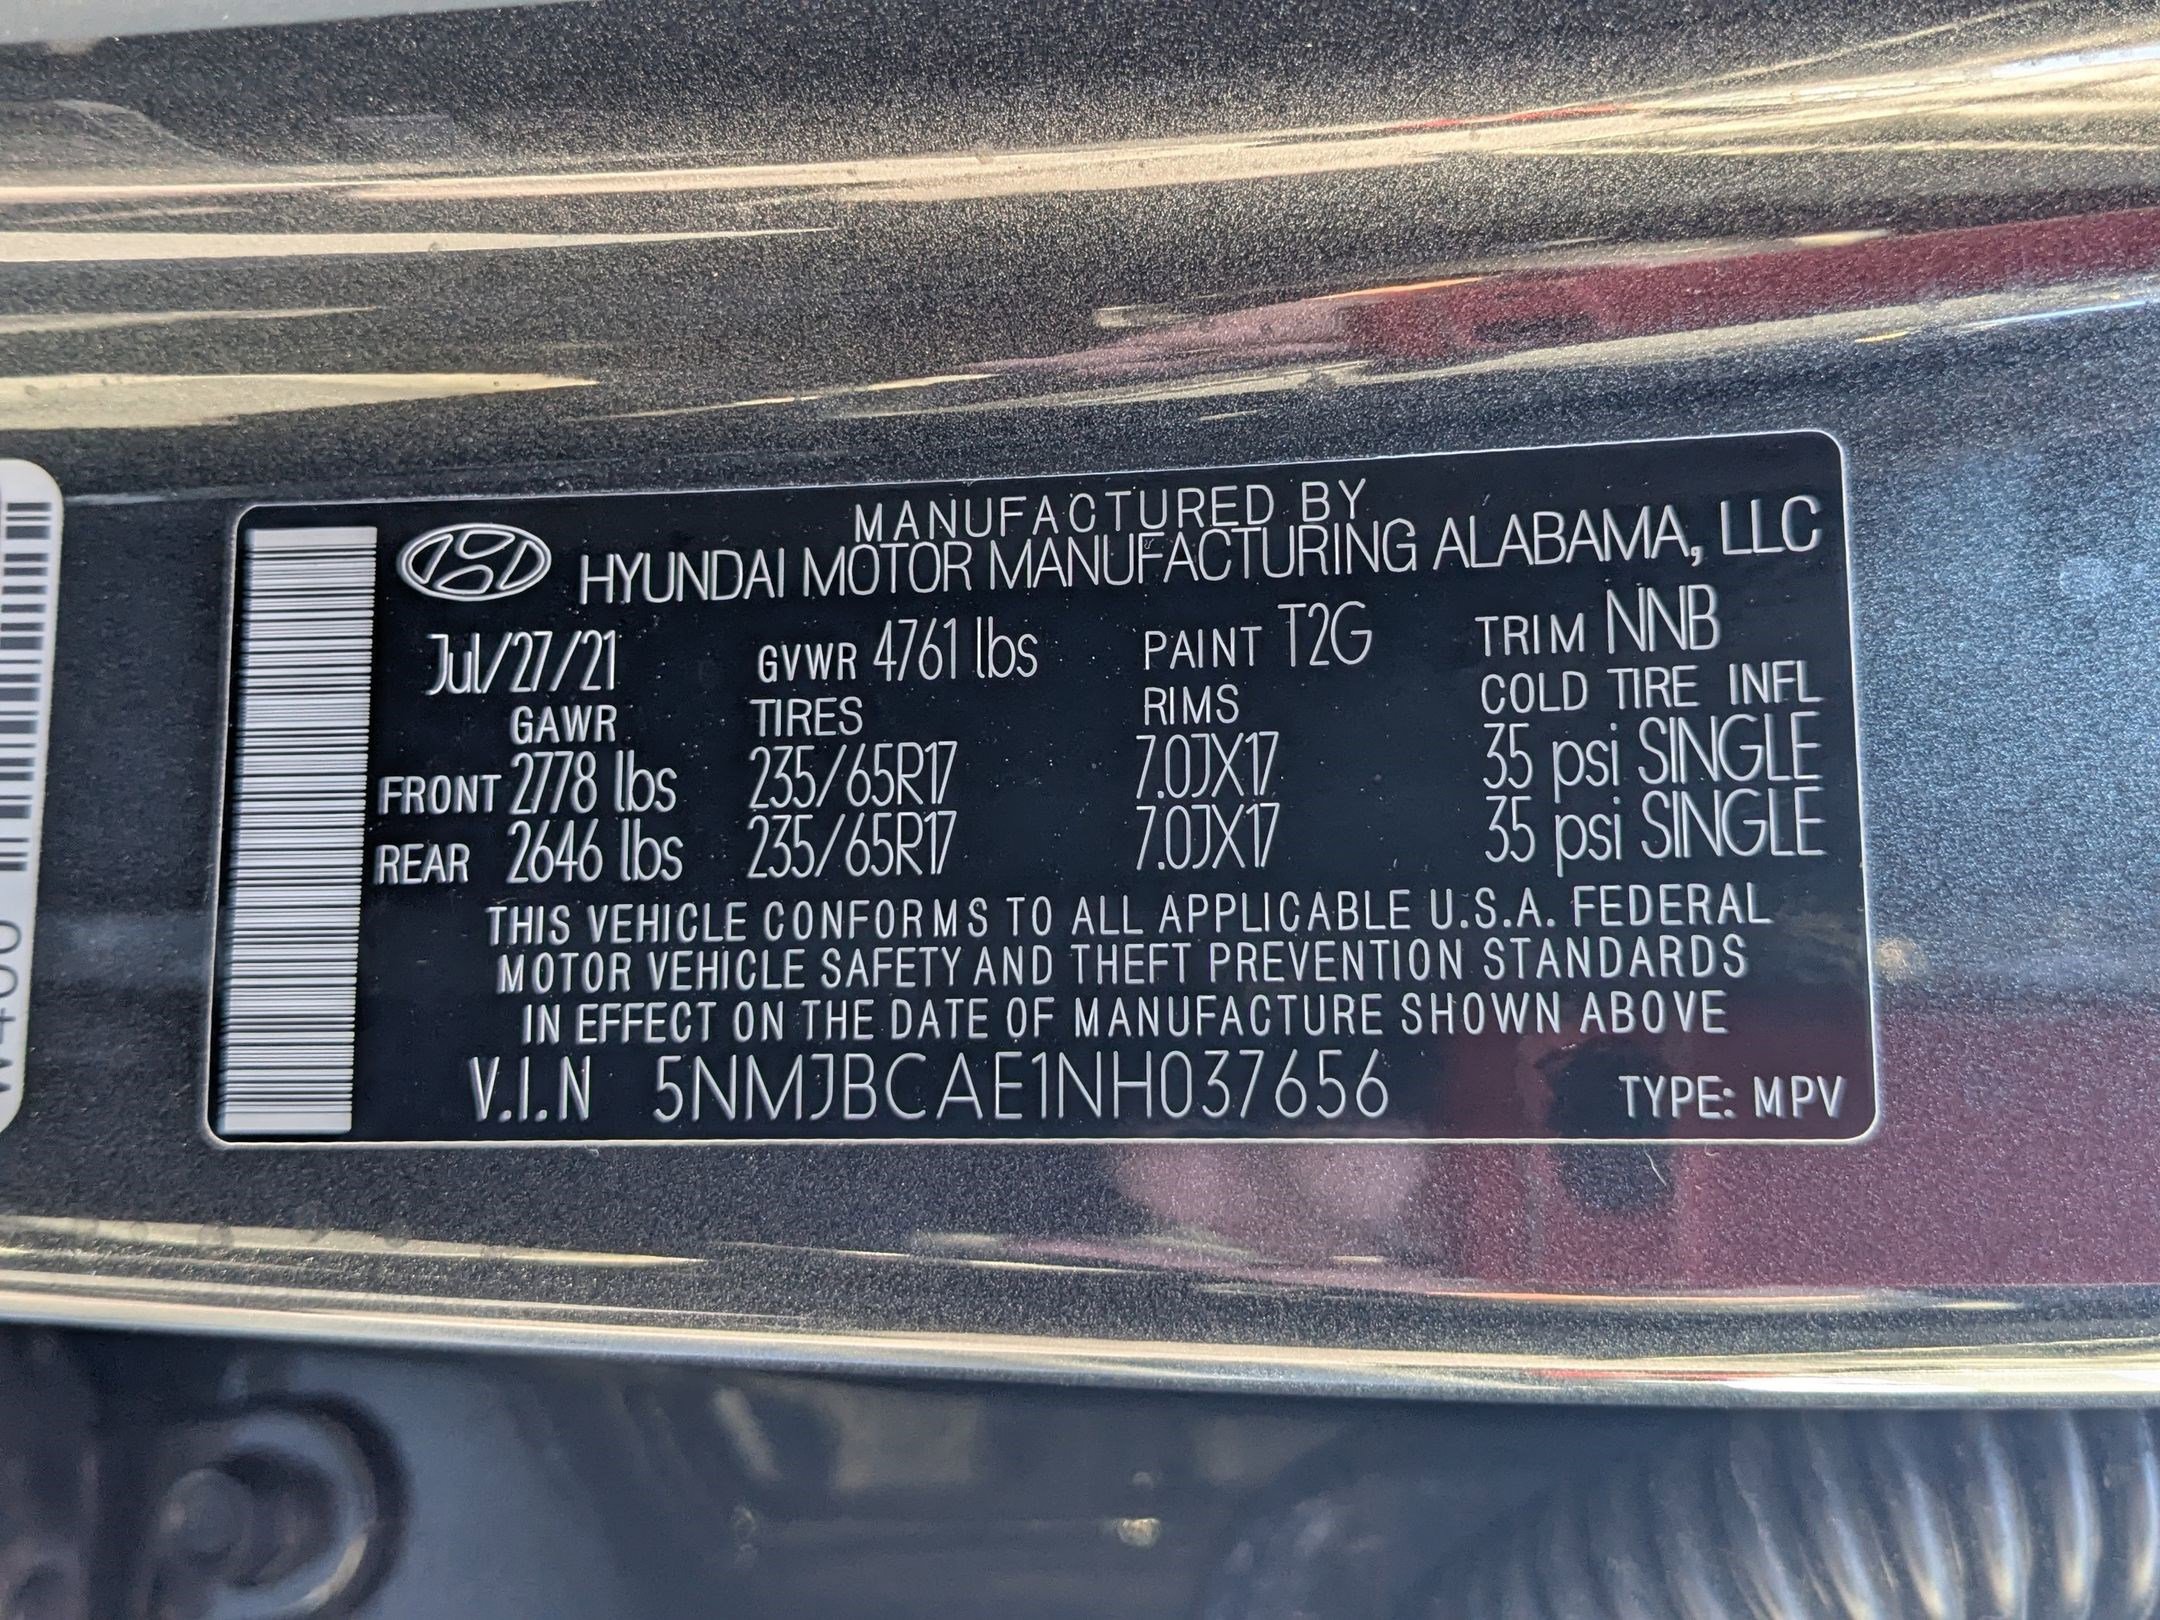 MANUFACTURED BY
HYUNDAI MOTOR MANUFACTURING ALABAMA, LLC
Jul/27/21 GVWR 4761 lbs PAINT T2G TRIM NNB
GAWR TIRES RIMS COLD TIRE INFL
FRONT 2778 lbs 235/65R17 7.0JX17 35 psi SINGLE
REAR 2646 lbs 235/65R17 7.0JX17 35 psi SINGLE
THIS VEHICLE CONFORMS TO ALL APPLICABLE U.S.A. FEDERAL
MOTOR VEHICLE SAFETY AND THEFT PREVENTION STANDARDS
IN EFFECT ON THE DATE OF MANUFACTURE SHOWN ABOVE
V.I.N 5NMJBCAE1NH037656 TYPE: MPV